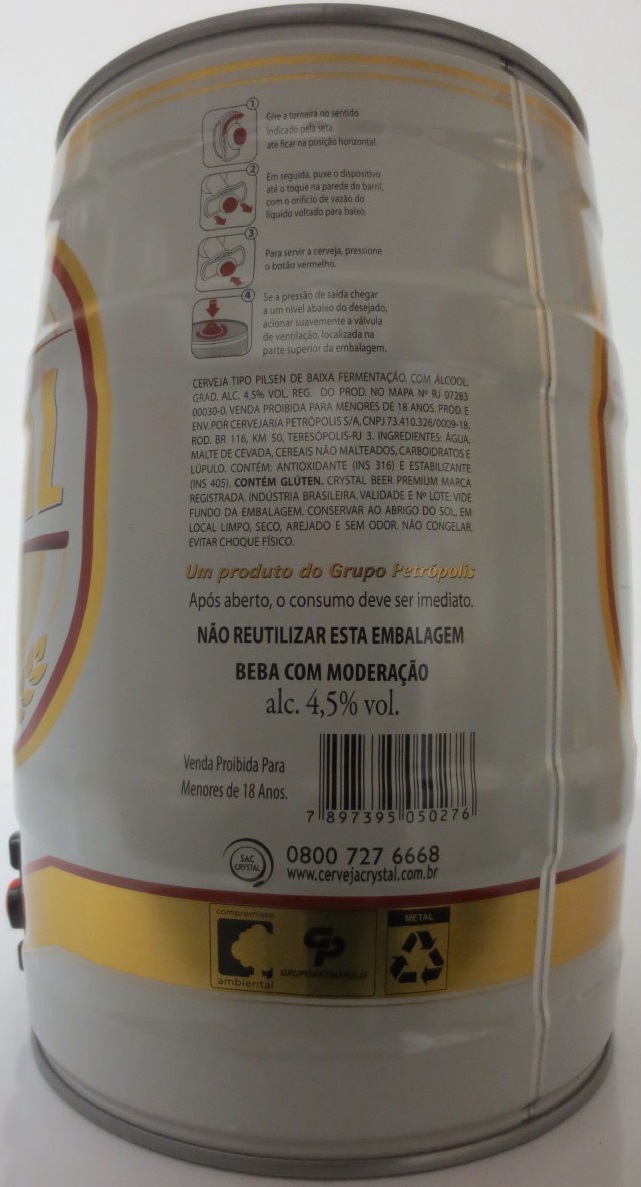 1
Gire a torneira no sentido
indicado pela seta,
até ficar na posição horizontal.
2
Em seguida, puxe o dispositivo
até o toque na parede do barril,
com o orifício de vazão do
líquido voltado para baixo.
3
Para servir a cerveja, pressione
o botão vermelho.
4
Se a pressão de saída chegar
a um nível abaixo do desejado,
acionar suavemente a válvula
de ventilação, localizada na
parte superior da embalagem.
CERVEJA TIPO PILSEN DE BAIXA FERMENTAÇÃO, COM ÁLCOOL.
GRAD. ALC. 4,5% VOL. REG. DO PROD. NO MAPA Nº RJ 07283
00030-0. VENDA PROIBIDA PARA MENORES DE 18 ANOS. PROD. E
ENV. POR CERVEJARIA PETRÓPOLIS S/A, CNPJ 73.410.326/0009-18,
ROD. BR 116, KM 50, TERESÓPOLIS-RJ 3. INGREDIENTES: ÁGUA,
MALTE DE CEVADA, CEREAIS NÃO MALTEADOS, CARBOIDRATOS E
LÚPULO. CONTÉM: ANTIOXIDANTE (INS 316) E ESTABILIZANTE
(INS 405). CONTÉM GLÚTEN. CRYSTAL BEER PREMIUM MARCA
REGISTRADA. INDÚSTRIA BRASILEIRA. VALIDADE E Nº LOTE: VIDE
FUNDO DA EMBALAGEM. CONSERVAR AO ABRIGO DO SOL, EM
LOCAL LIMPO, SECO, AREJADO E SEM ODOR. NÃO CONGELAR.
EVITAR CHOQUE FÍSICO.
Um produto do Grupo Petrópolis
Após aberto, o consumo deve ser imediato.
NÃO REUTILIZAR ESTA EMBALAGEM
BEBA COM MODERAÇÃO
alc. 4,5% vol.
Venda Proibida Para
Menores de 18 Anos.
7 897395 050276
SAC
CRYSTAL
0800 727 6668
www.cervejacrystal.com.br
compromisso
ambiental
GP
GRUPO PETRÓPOLIS
METAL